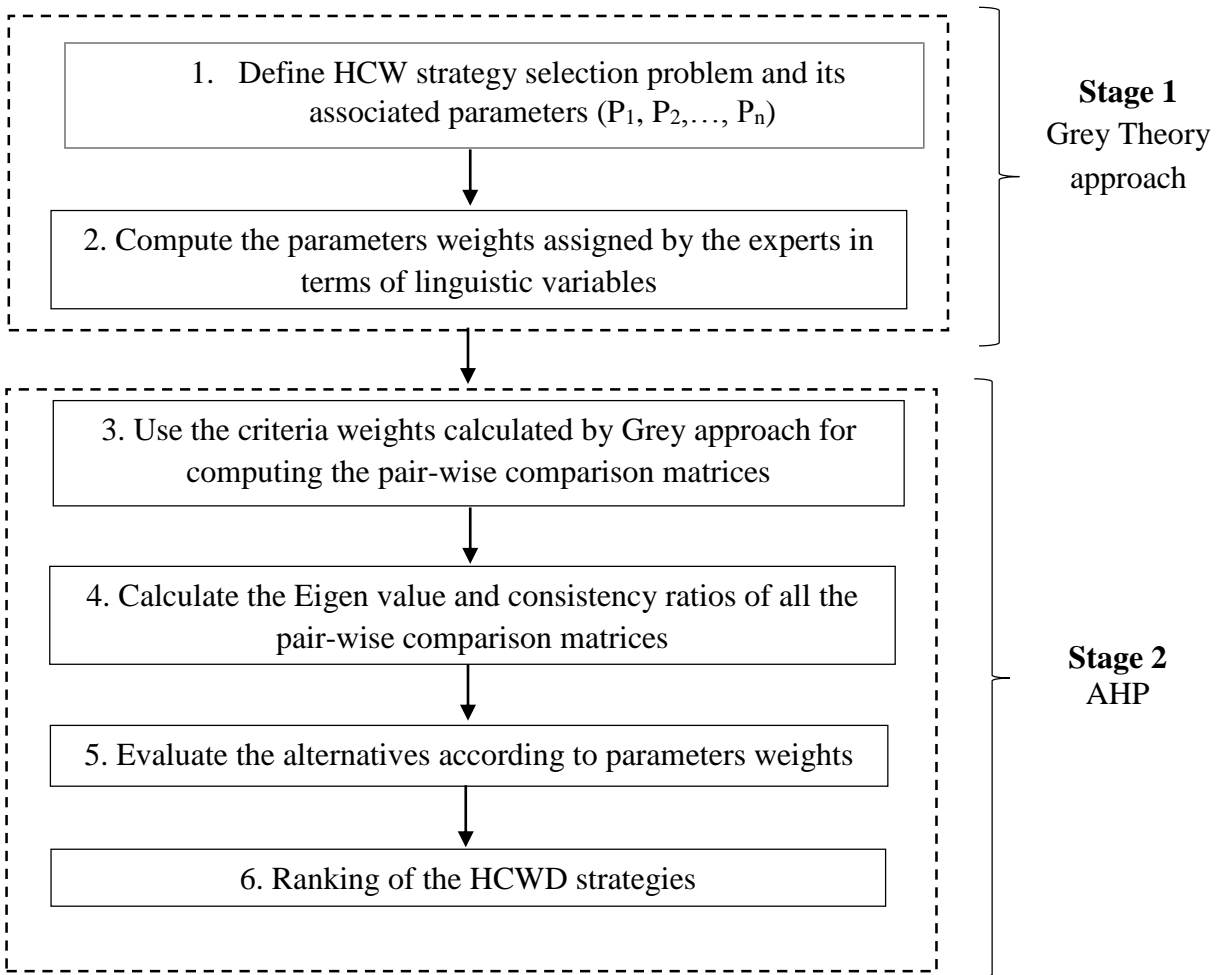 1. Define HCW strategy selection problem and its
associated parameters (P₁, P₂,…, Pₙ)
Stage 1
Grey Theory
approach
2. Compute the parameters weights assigned by the experts in
terms of linguistic variables
3. Use the criteria weights calculated by Grey approach for
computing the pair-wise comparison matrices
4. Calculate the Eigen value and consistency ratios of all the
pair-wise comparison matrices
Stage 2
AHP
5. Evaluate the alternatives according to parameters weights
6. Ranking of the HCWD strategies